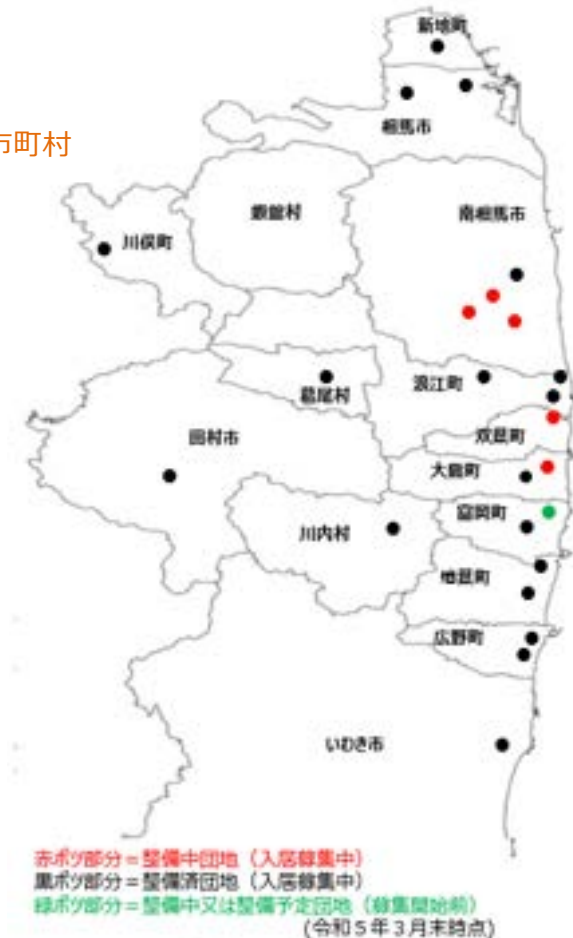 新地町
市町村
相馬市
飯舘村
南相馬市
川俣町
葛尾村
浪江町
田村市
双葉町
大熊町
富岡町
川内村
楢葉町
広野町
いわき市
赤ポツ部分=整備中団地(入居募集中)
黒ポツ部分=整備済団地(入居募集中)
緑ポツ部分=整備中又は整備予定団地(募集開始前)
(令和5年3月末時点)